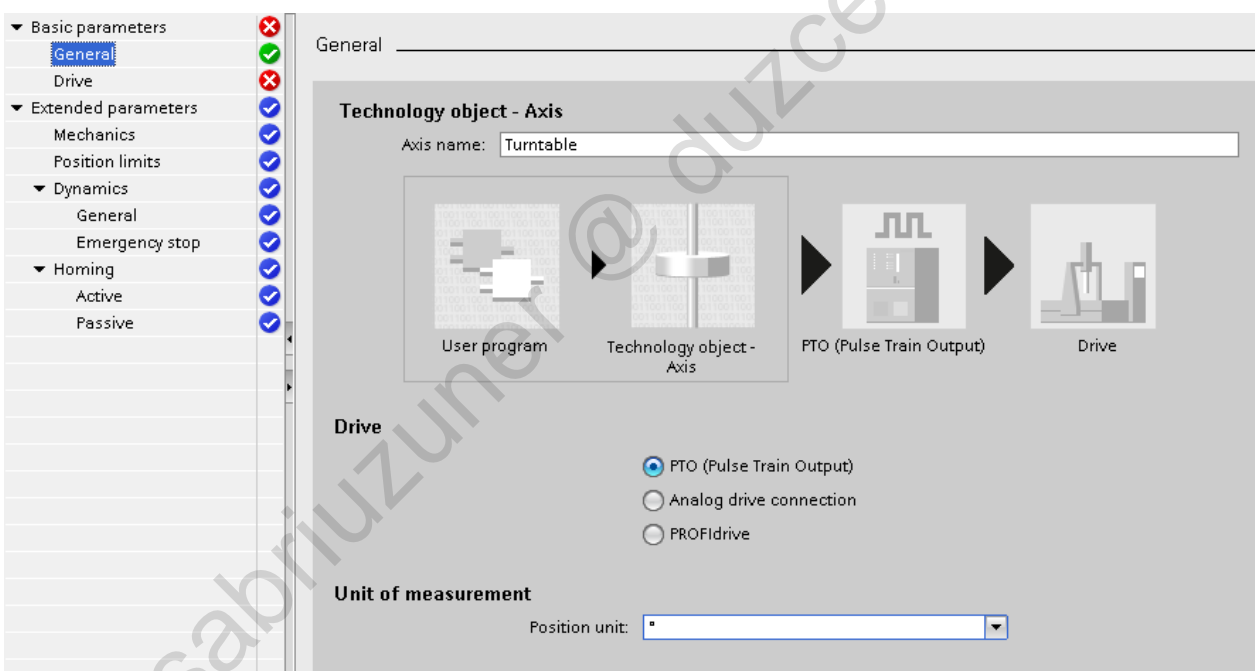 Basic parameters
General
Drive
Extended parameters
Mechanics
Position limits
Dynamics
General
Emergency stop
Homing
Active
Passive
General
Technology object - Axis
Axis name: Turntable
User program
Technology object -
Axis
PTO (Pulse Train Output)
Drive
Drive
PTO (Pulse Train Output)
Analog drive connection
PROFIdrive
Unit of measurement
Position unit: °
sabriuzuner @ duzce